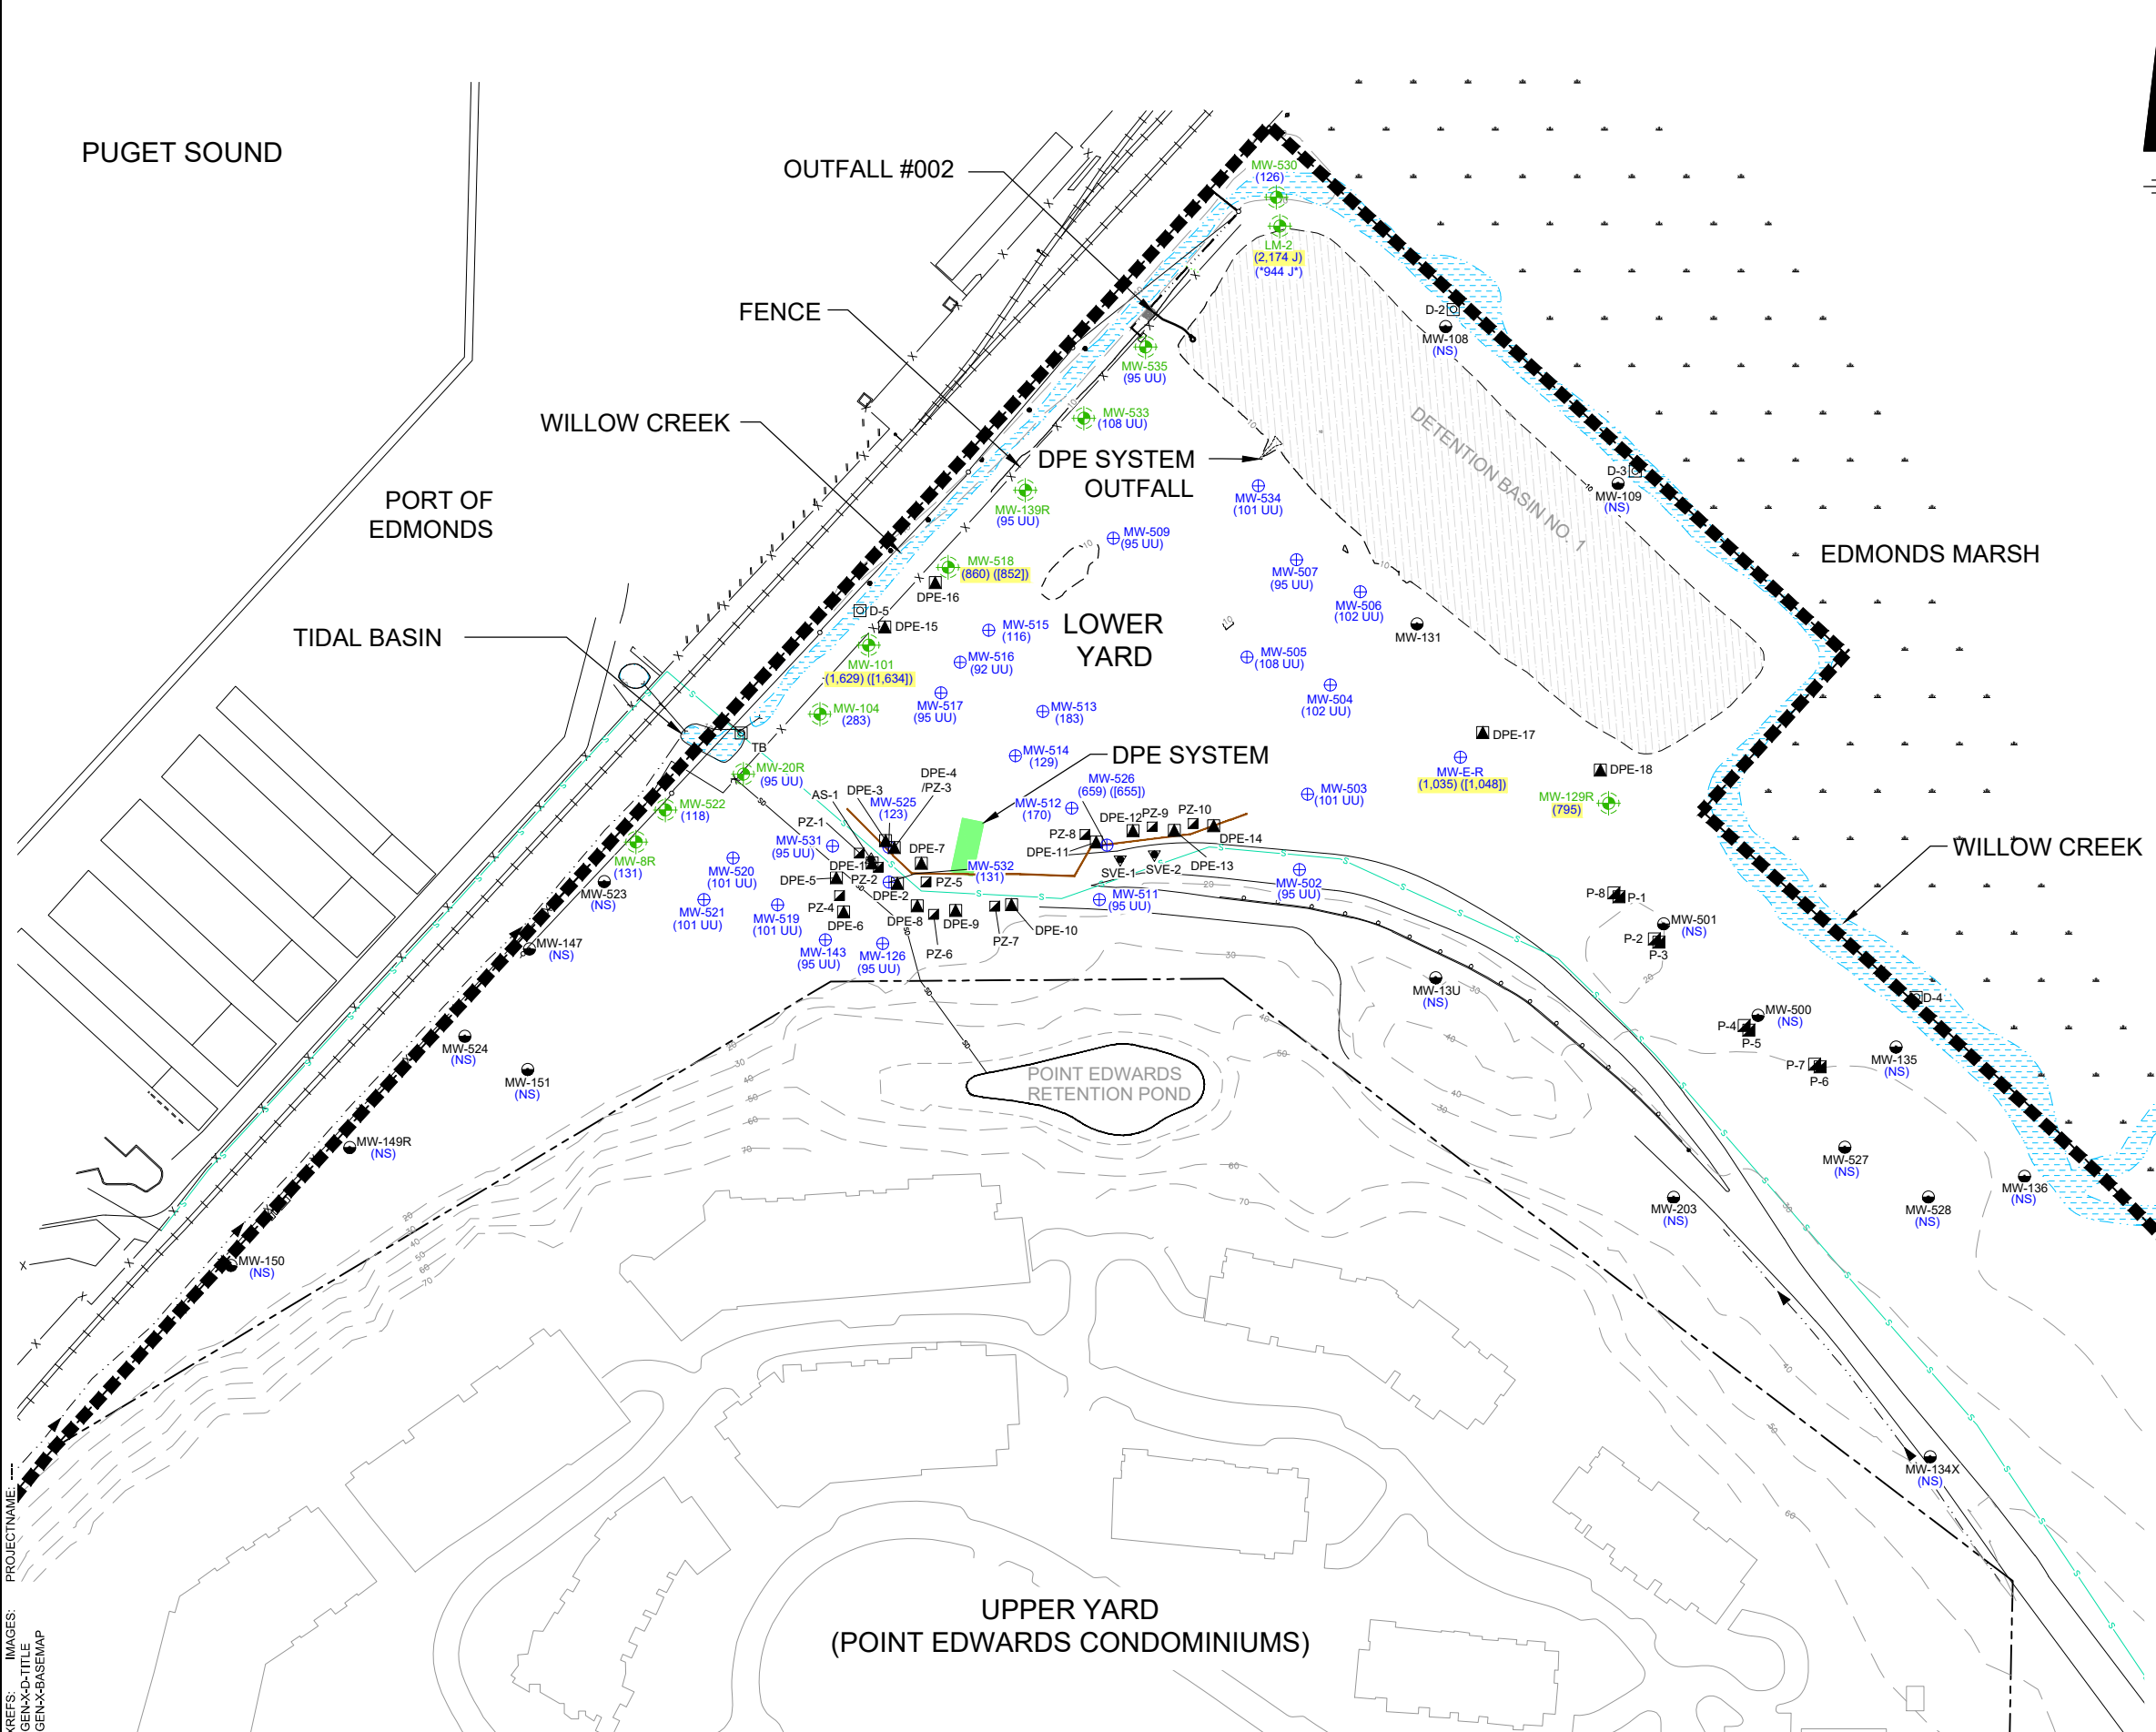 PUGET SOUND
OUTFALL #002
MW-530
(126)
LM-2
(2,174 J)
(*944 J*)
FENCE
D-2
MW-108
(NS)
MW-535
(95 UU)
WILLOW CREEK
MW-533
(108 UU)
DPE SYSTEM
OUTFALL
DETENTION BASIN NO. 1
D-3
MW-109
(NS)
PORT OF
EDMONDS
MW-139R
(95 UU)
MW-534
(101 UU)
MW-509
(95 UU)
EDMONDS MARSH
MW-518
(860) ([852])
DPE-16
MW-507
(95 UU)
MW-506
(102 UU)
D-5
DPE-15
MW-515
(116)
LOWER
YARD
MW-131
TIDAL BASIN
MW-101
(1,629) ([1,634])
MW-516
(92 UU)
MW-505
(108 UU)
MW-517
(95 UU)
MW-504
(102 UU)
MW-104
(283)
MW-513
(183)
TB
DPE-17
MW-514
(129)
DPE SYSTEM
MW-20R
(95 UU)
DPE-4
/PZ-3
MW-526
(659) ([655])
MW-E-R
(1,035) ([1,048])
DPE-18
AS-1
DPE-3
MW-525
(123)
MW-512
(170)
MW-503
(101 UU)
MW-129R
(795)
MW-522
(118)
PZ-1
DPE-12
PZ-9
PZ-10
PZ-8
DPE-14
MW-531
(95 UU)
DPE-7
DPE-11
WILLOW CREEK
MW-8R
(131)
MW-520
(101 UU)
DPE-1
MW-532
(131)
SVE-1
SVE-2
DPE-13
MW-502
(95 UU)
DPE-5
PZ-2
PZ-5
MW-523
(NS)
DPE-2
P-8
P-1
MW-521
(101 UU)
MW-519
(101 UU)
PZ-4
DPE-6
DPE-8
DPE-9
MW-511
(95 UU)
MW-501
(NS)
PZ-7
DPE-10
P-2
P-3
MW-147
(NS)
MW-143
(95 UU)
MW-126
(95 UU)
PZ-6
MW-13U
(NS)
D-4
MW-500
(NS)
P-4
P-5
MW-524
(NS)
MW-135
(NS)
MW-151
(NS)
POINT EDWARDS
RETENTION POND
P-7
P-6
MW-149R
(NS)
MW-527
(NS)
MW-136
(NS)
MW-203
(NS)
MW-528
(NS)
MW-150
(NS)
MW-134X
(NS)
UPPER YARD
(POINT EDWARDS CONDOMINIUMS)
XREFS:
GEN-X-D-TITLE
GEN-X-BASEMAP
IMAGES:
PROJECTNAME: ----